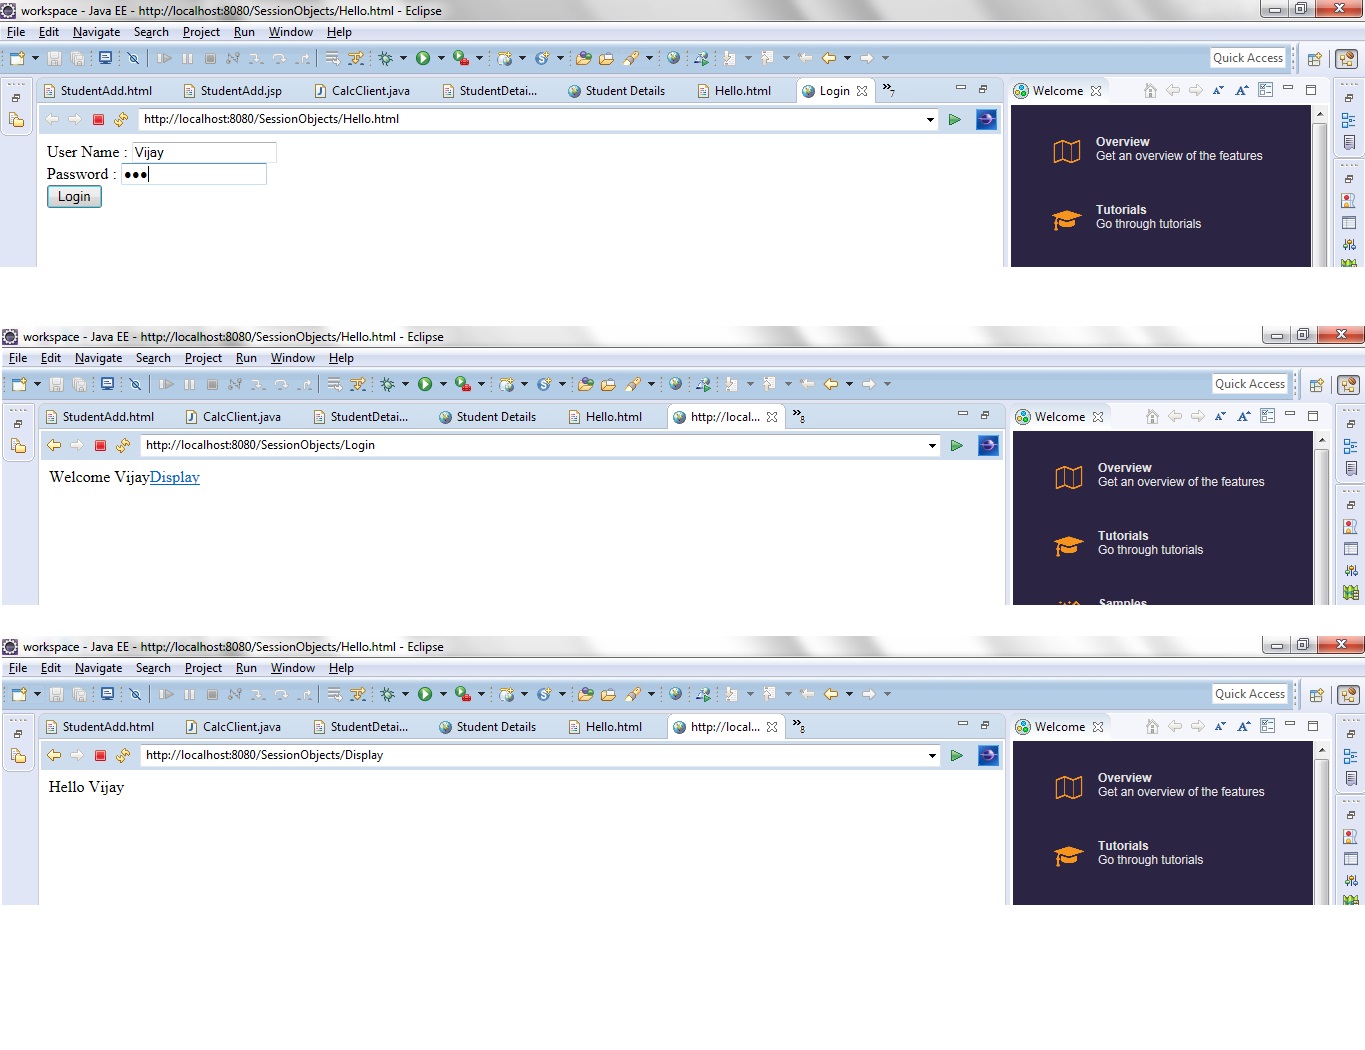 workspace - Java EE - http://localhost:8080/SessionObjects/Hello.html - Eclipse
File Edit Navigate Search Project Run Window Help
Quick Access
StudentAdd.html StudentAdd.jsp CalcClient.java StudentDetai... Student Details Hello.html Login 7 Welcome
http://localhost:8080/SessionObjects/Hello.html
User Name : Vijay
Password : ●●●
Login
Overview
Get an overview of the features
Tutorials
Go through tutorials
workspace - Java EE - http://localhost:8080/SessionObjects/Hello.html - Eclipse
File Edit Navigate Search Project Run Window Help
Quick Access
StudentAdd.html CalcClient.java StudentDetai... Student Details Hello.html http://local... 8 Welcome
http://localhost:8080/SessionObjects/Login
Welcome VijayDisplay
Overview
Get an overview of the features
Tutorials
Go through tutorials
Samples
workspace - Java EE - http://localhost:8080/SessionObjects/Hello.html - Eclipse
File Edit Navigate Search Project Run Window Help
Quick Access
StudentAdd.html CalcClient.java StudentDetai... Student Details Hello.html http://local... 8 Welcome
http://localhost:8080/SessionObjects/Display
Hello Vijay
Overview
Get an overview of the features
Tutorials
Go through tutorials